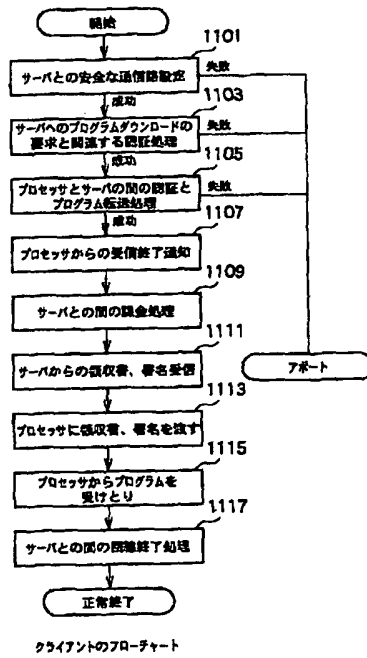 開始
1101
サーバとの安全な通信路設定
失敗
成功
1103
サーバへのプログラムダウンロードの
要求と関連する認証処理
失敗
成功
1105
プロセッサとサーバの間の認証と
プログラム転送処理
失敗
成功
1107
プロセッサからの受信終了通知
1109
サーバとの間の課金処理
1111
サーバからの領収書、署名受信
アボート
1113
プロセッサに領収書、署名を渡す
1115
プロセッサからプログラムを
受けとり
1117
サーバとの間の回線終了処理
正常終了
クライアントのフローチャート